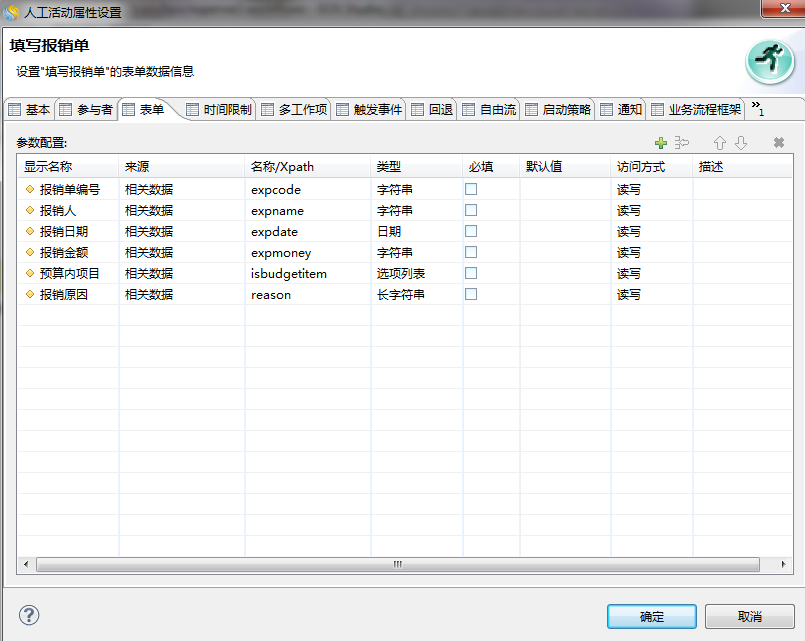 人工活动属性设置
填写报销单
设置"填写报销单"的表单数据信息
基本 参与者 表单 时间限制 多工作项 触发事件 回退 自由流 启动策略 通知 业务流程框架 »1
参数配置:
显示名称 来源 名称/Xpath 类型 必填 默认值 访问方式 描述
报销单编号 相关数据 expcode 字符串 读写
报销人 相关数据 expname 字符串 读写
报销日期 相关数据 expdate 日期 读写
报销金额 相关数据 expmoney 字符串 读写
预算内项目 相关数据 isbudgetitem 选项列表 读写
报销原因 相关数据 reason 长字符串 读写
确定 取消